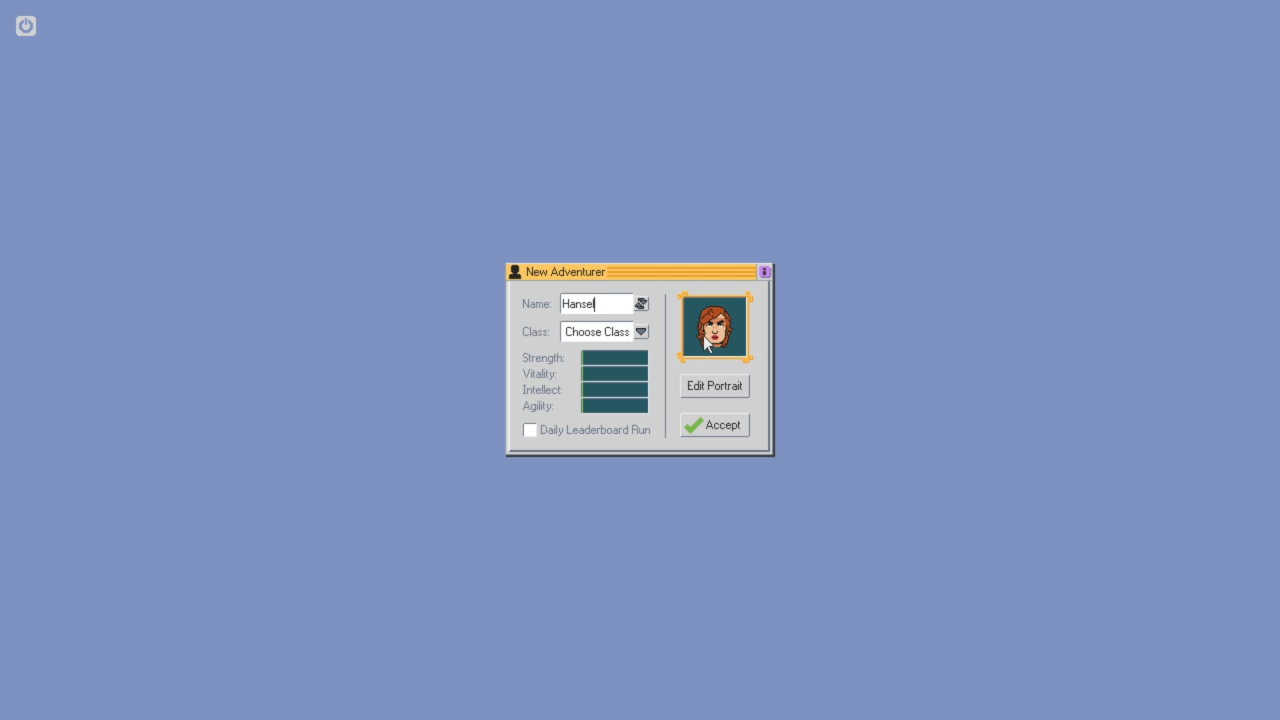 New Adventurer
Name: Hansel
Class: Choose Class
Strength:
Vitality:
Intellect:
Agility:
Daily Leaderboard Run
Edit Portrait
Accept